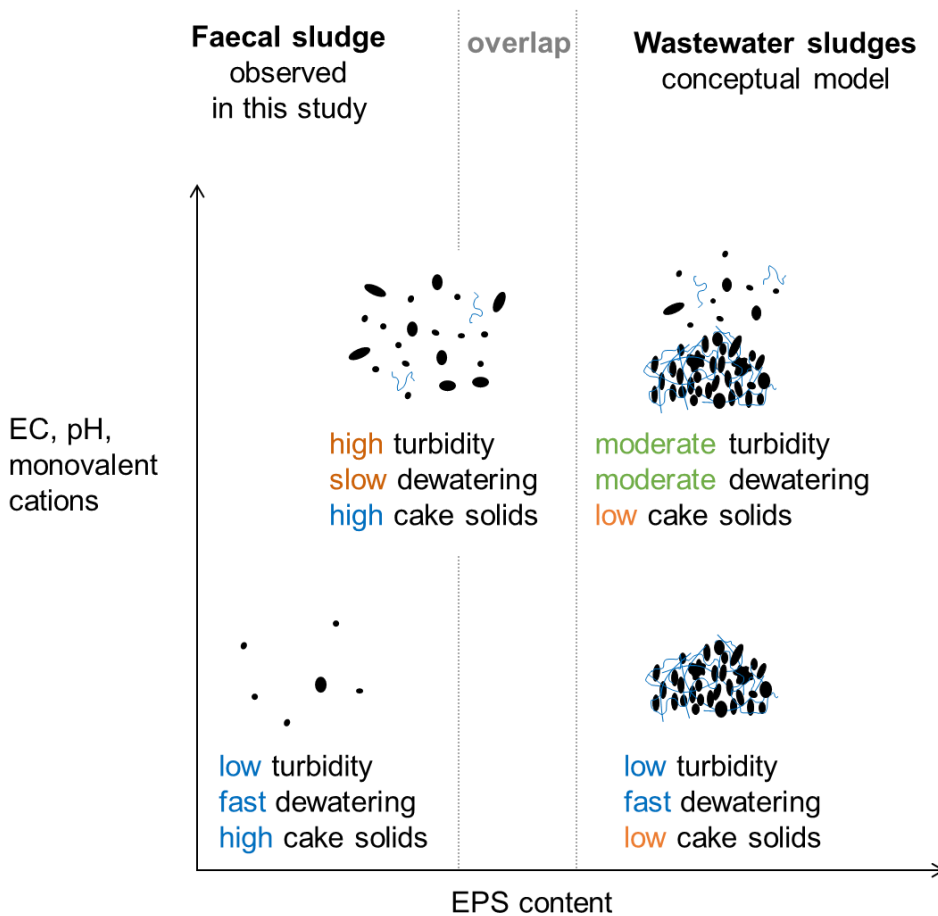 Faecal sludge
observed
in this study
overlap
Wastewater sludges
conceptual model
EC, pH,
monovalent
cations
high turbidity
slow dewatering
high cake solids
moderate turbidity
moderate dewatering
low cake solids
low turbidity
fast dewatering
high cake solids
low turbidity
fast dewatering
low cake solids
EPS content